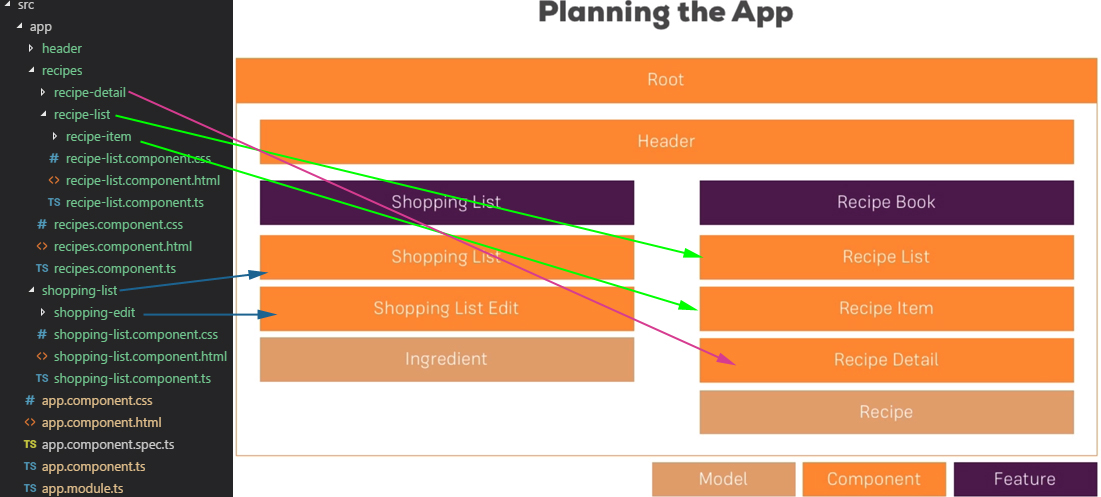 src
app
header
recipes
recipe-detail
recipe-list
recipe-item
# recipe-list.component.css
<> recipe-list.component.html
TS recipe-list.component.ts
# recipes.component.css
<> recipes.component.html
TS recipes.component.ts
shopping-list
shopping-edit
# shopping-list.component.css
<> shopping-list.component.html
TS shopping-list.component.ts
# app.component.css
<> app.component.html
TS app.component.spec.ts
TS app.component.ts
TS app.module.ts
Planning the App
Root
Header
Shopping List
Shopping List
Shopping List Edit
Ingredient
Recipe Book
Recipe List
Recipe Item
Recipe Detail
Recipe
Model
Component
Feature